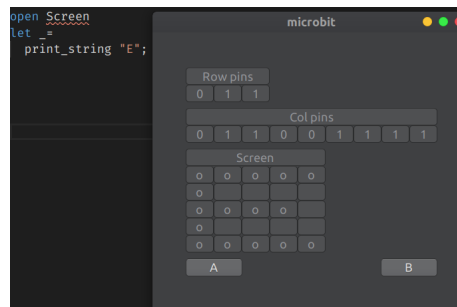 open Screen
let _=
print_string "E";
microbit
Row pins
0 1 1
Col pins
0 1 1 0 0 1 1 1 1
Screen
o o o o o
o
o o o o
o
o o o o o
A B